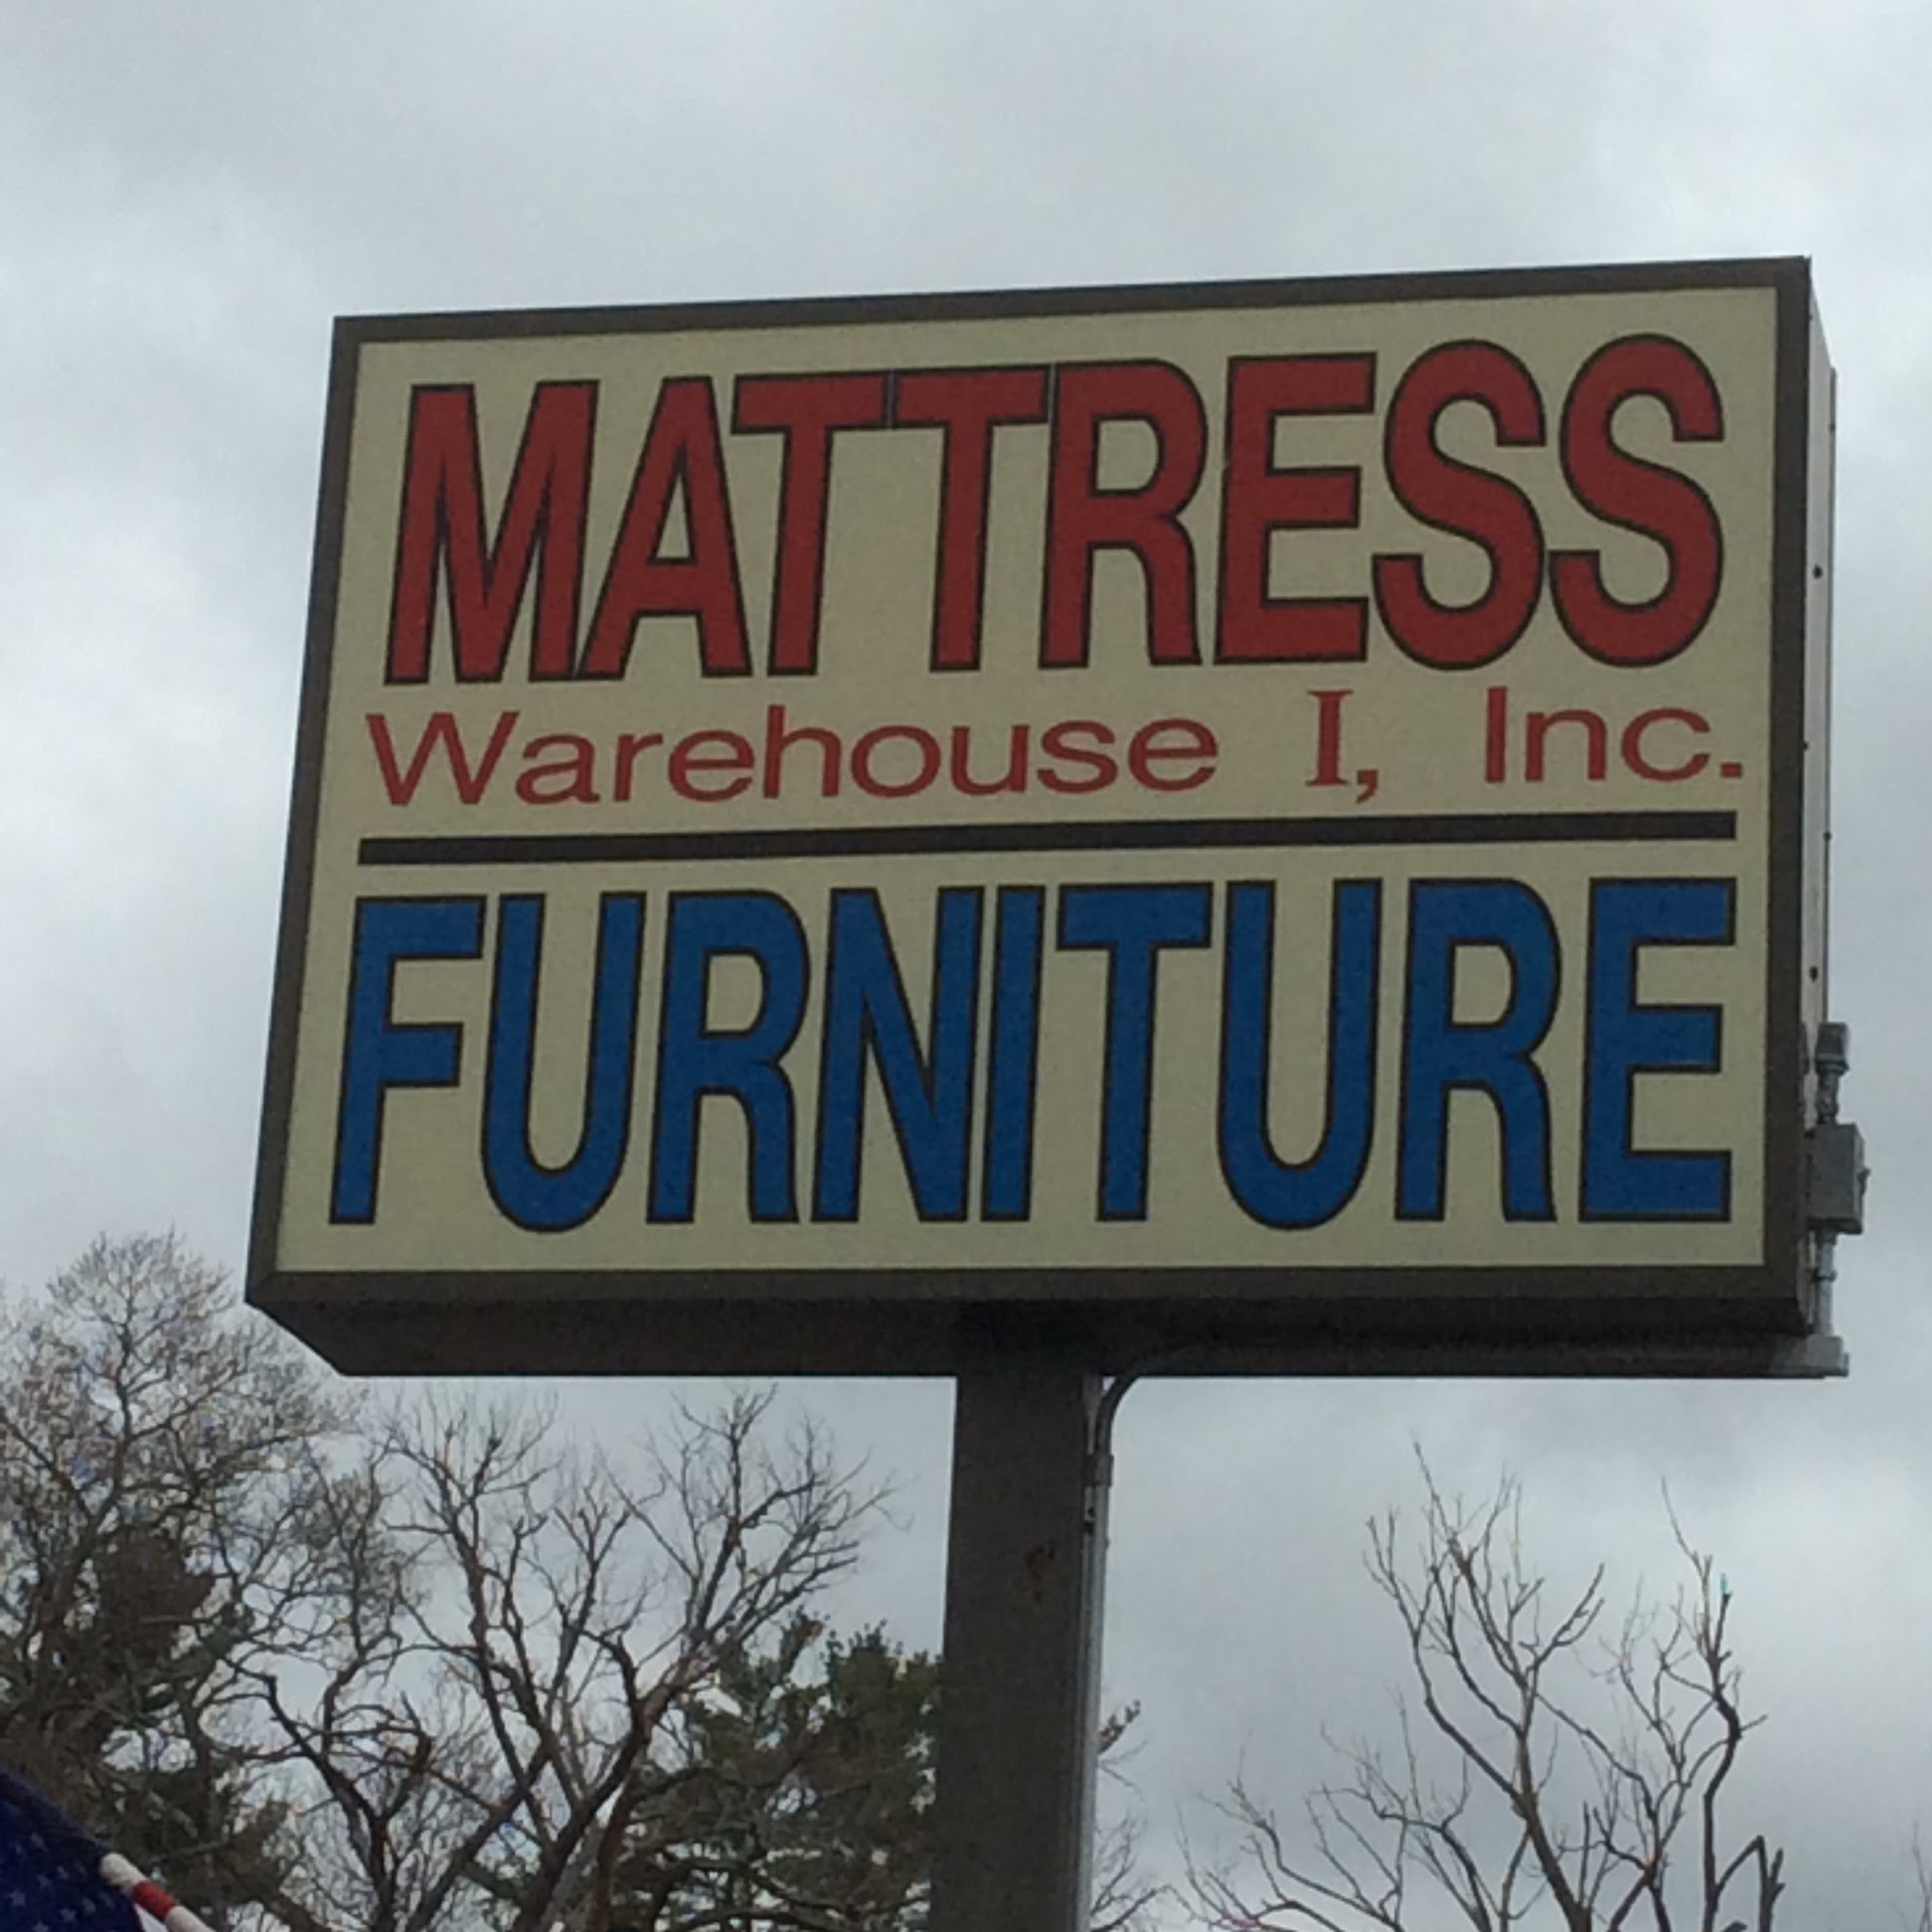 MATTRESS
Warehouse I, Inc.
FURNITURE